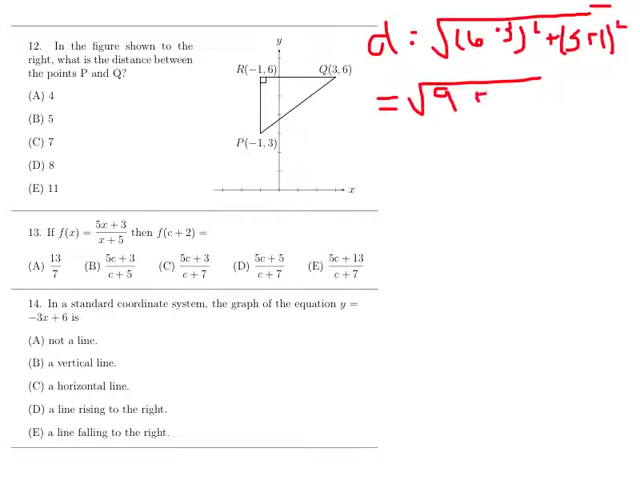 12. In the figure shown to the
right, what is the distance between
the points P and Q?
(A) 4
(B) 5
(C) 7
(D) 8
(E) 11
y
R(−1, 6)
Q(3, 6)
P(−1, 3)
x
d = √(6-3)² + (3+1)²
= √9 +
13. If f(x) = (5x + 3)/(x + 5) then f(c + 2) =
(A) 13/7 (B) (5c + 3)/(c + 5) (C) (5c + 3)/(c + 7) (D) (5c + 5)/(c + 7) (E) (5c + 13)/(c + 7)
14. In a standard coordinate system, the graph of the equation y =
−3x + 6 is
(A) not a line.
(B) a vertical line.
(C) a horizontal line.
(D) a line rising to the right.
(E) a line falling to the right.